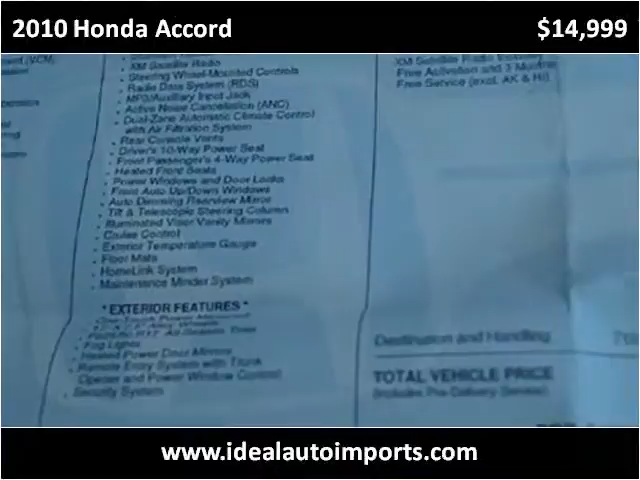 2010 Honda Accord
$14,999
XM Satellite Radio
Steering Wheel-Mounted Controls
Radio Data System (RDS)
MP3/Auxiliary Input Jack
Active Noise Cancellation (ANC)
Dual-Zone Automatic Climate Control
with Air Filtration System
Rear Console Vents
Driver's 10-Way Power Seat
Front Passenger's 4-Way Power Seat
Heated Front Seats
Power Windows and Door Locks
Front Auto Up/Down Windows
Auto Dimming Rearview Mirror
Tilt & Telescopic Steering Column
Illuminated Visor Vanity Mirrors
Cruise Control
Exterior Temperature Gauge
Floor Mats
HomeLink System
Maintenance Minder System
* EXTERIOR FEATURES *
Fog Lights
Heated Power Door Mirrors
Remote Entry System with Trunk
Opener and Power Window Control
Security System
XM Satellite Radio
Free Activation and 3 Months
Free Service (excl. AK & HI)
Destination and Handling
TOTAL VEHICLE PRICE
(Includes Pre-Delivery Service)
www.idealautoimports.com